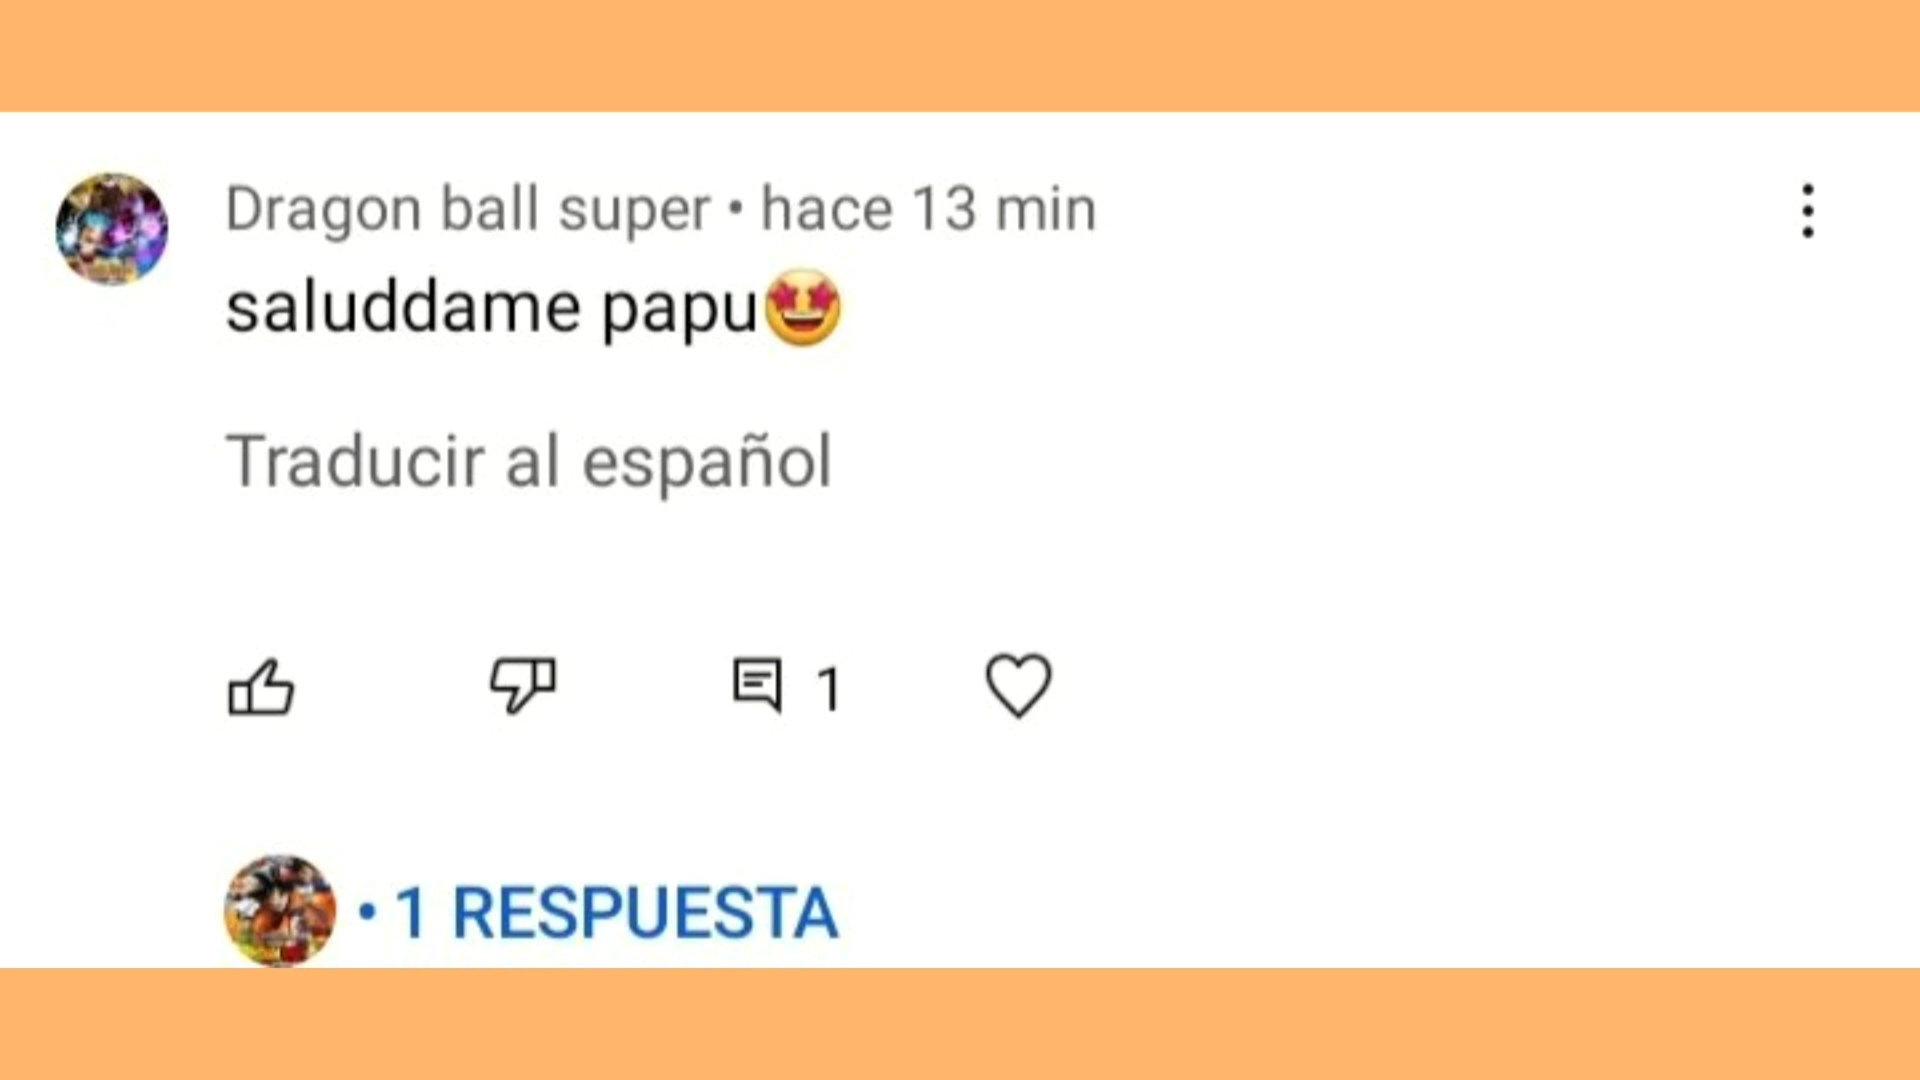 Dragon ball super • hace 13 min
saluddame papu🤩
Traducir al español
1
• 1 RESPUESTA